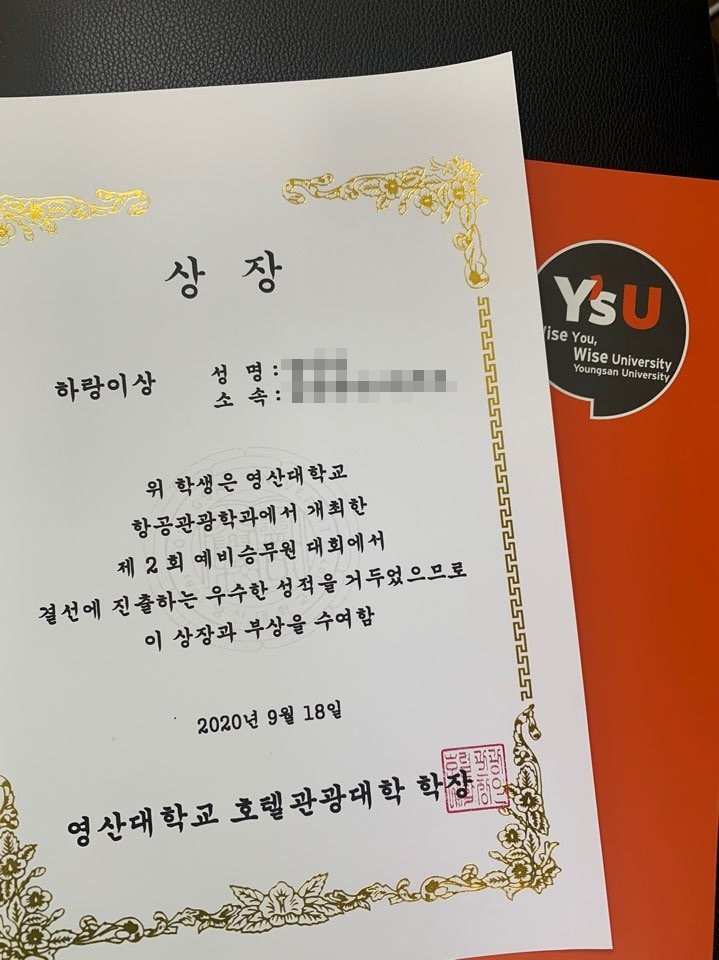 상 장
하랑이상
성 명 :
소 속 :
위 학생은 영산대학교
항공관광학과에서 개최한
제 2 회 예비승무원 대회에서
결선에 진출하는 우수한 성적을 거두었으므로
이 상장과 부상을 수여함
2020년 9월 18일
영산대학교 호텔관광대학 학장
Y'sU
Wise You,
Wise University
Youngsan University